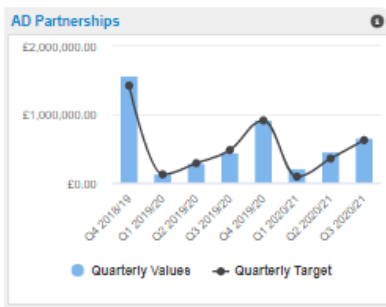 AD Partnerships
£2,000,000.00
£1,000,000.00
£0.00
Q4 2018/19
Q1 2019/20
Q2 2019/20
Q3 2019/20
Q4 2019/20
Q1 2020/21
Q2 2020/21
Q3 2020/21
Quarterly Values Quarterly Target